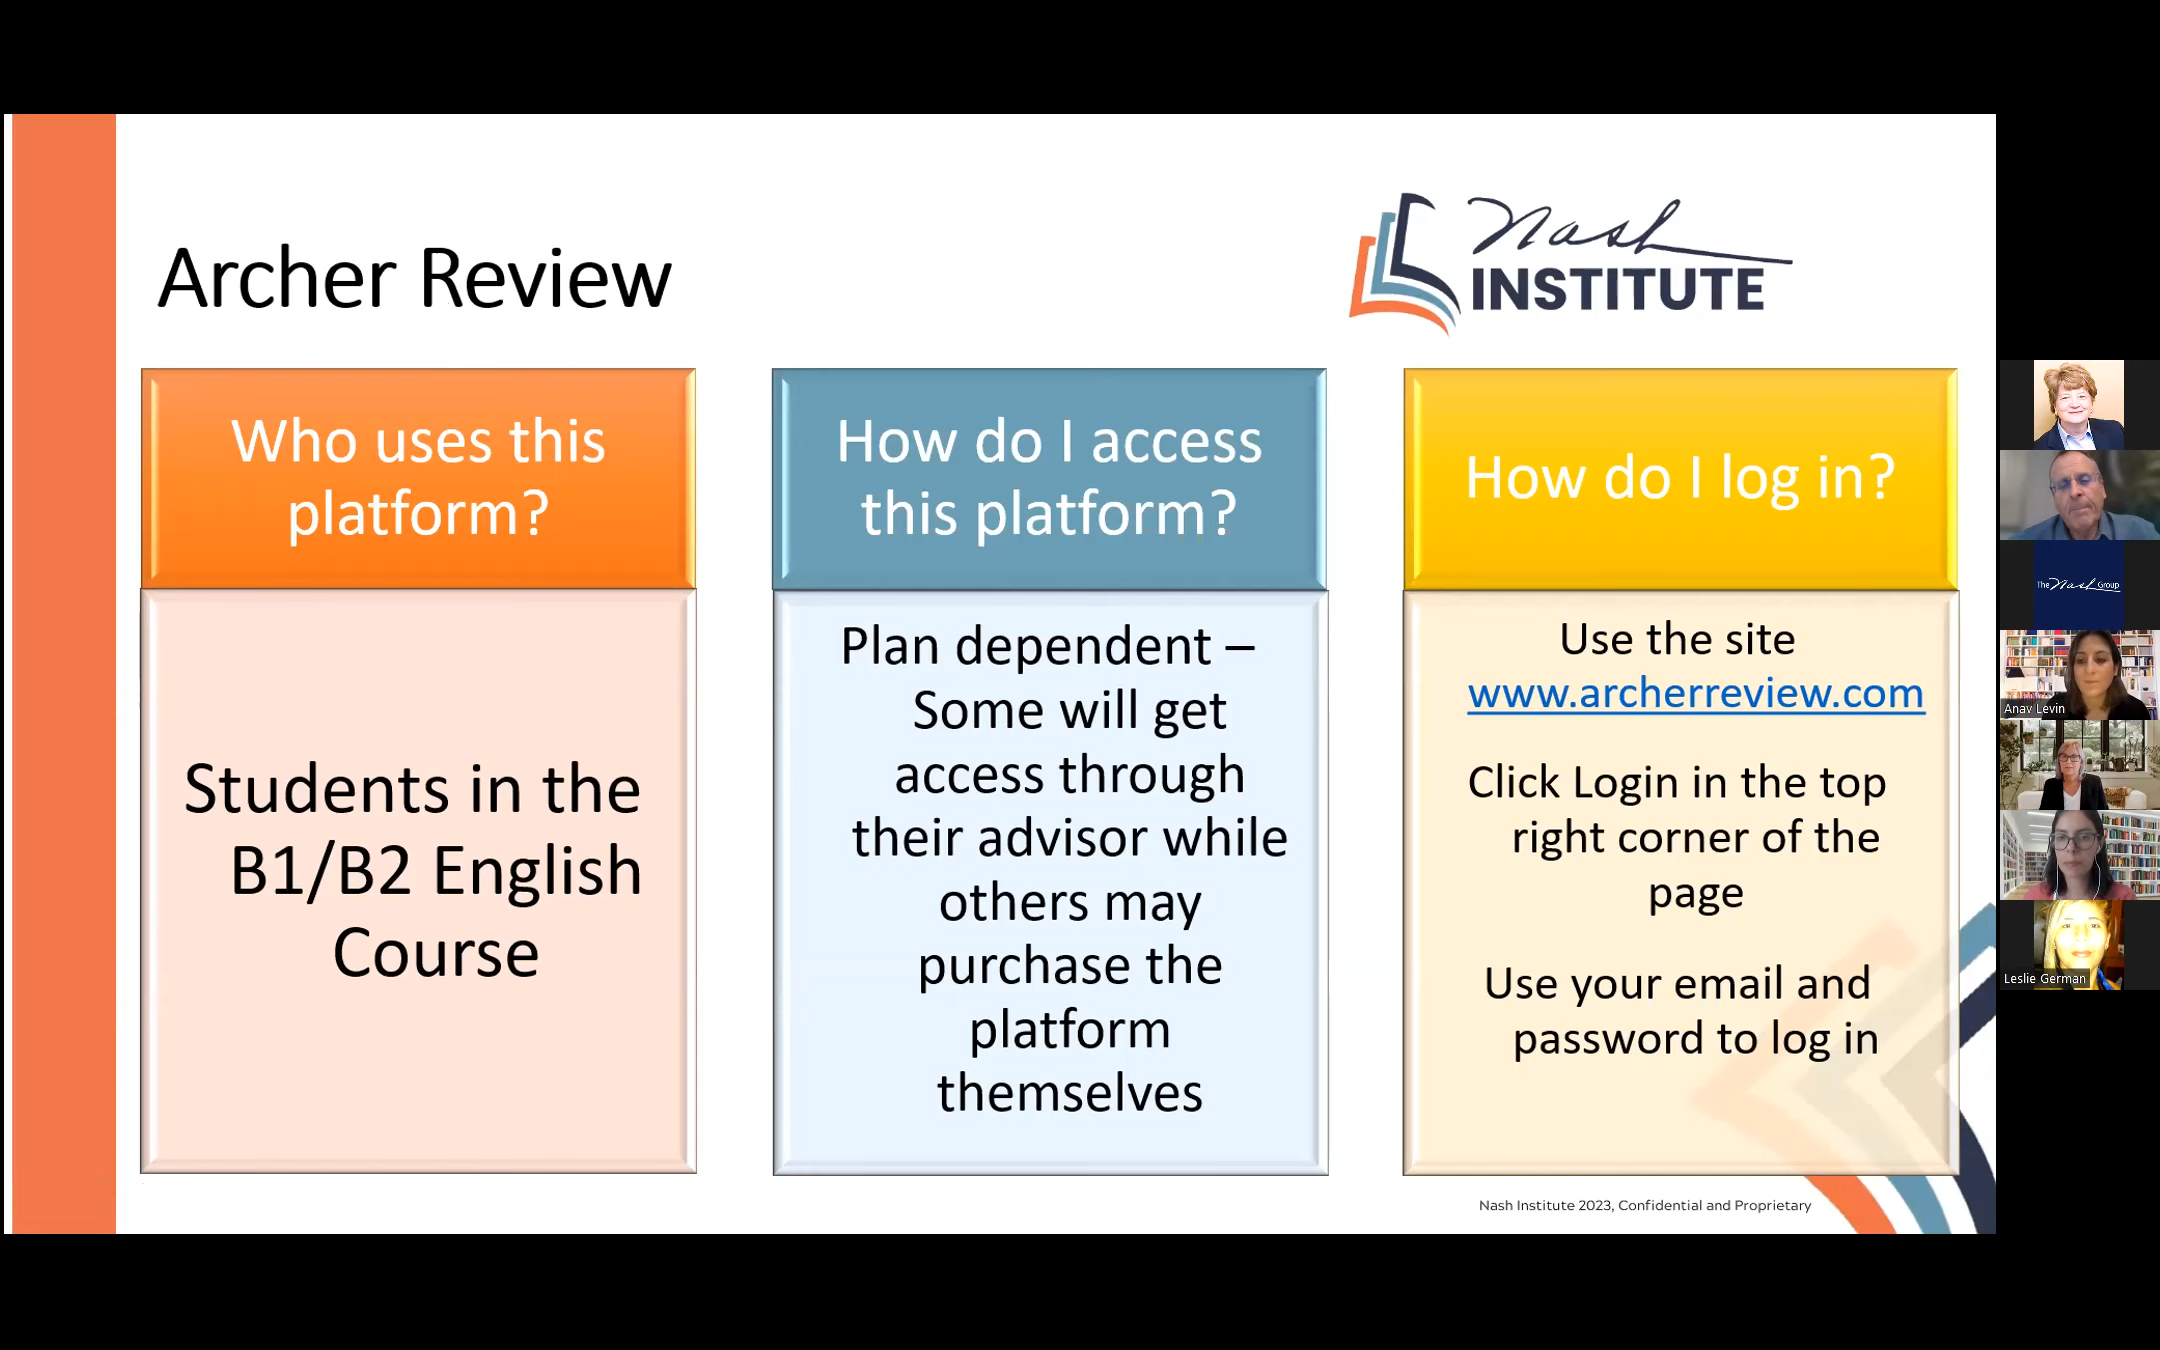 Archer Review
Nash
INSTITUTE
Who uses this
platform?
Students in the
B1/B2 English
Course
How do I access
this platform?
Plan dependent –
Some will get
access through
their advisor while
others may
purchase the
platform
themselves
How do I log in?
Use the site
www.archerreview.com
Click Login in the top
right corner of the
page
Use your email and
password to log in
Nash Institute 2023, Confidential and Proprietary
The Nash Group
Anav Levin
Leslie German